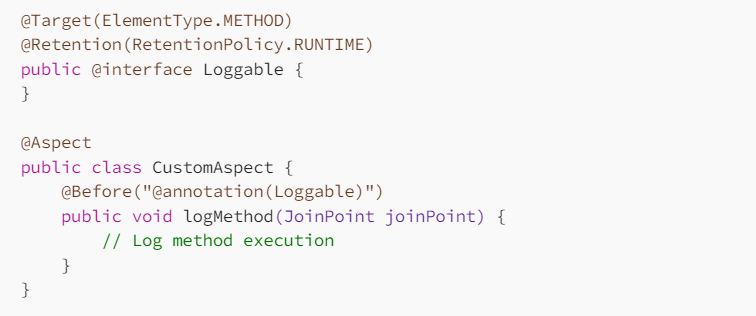 @Target(ElementType.METHOD)
@Retention(RetentionPolicy.RUNTIME)
public @interface Loggable {
}
@Aspect
public class CustomAspect {
    @Before("@annotation(Loggable)")
    public void logMethod(JoinPoint joinPoint) {
        // Log method execution
    }
}